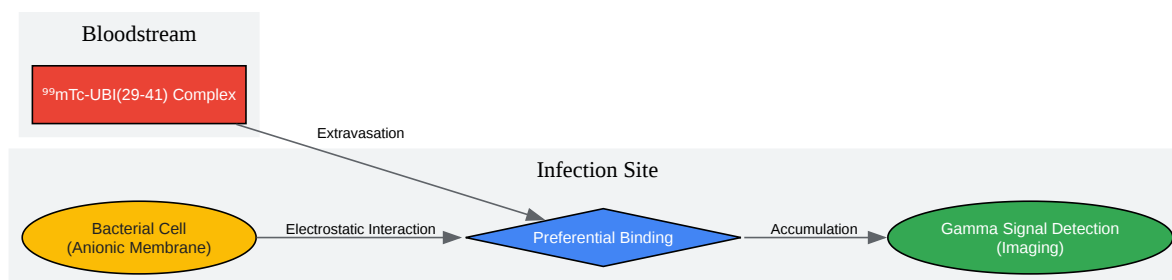 Bloodstream
⁹⁹mTc-UBI(29-41) Complex
Extravasation
Infection Site
Bacterial Cell
(Anionic Membrane)
Electrostatic Interaction
Preferential Binding
Accumulation
Gamma Signal Detection
(Imaging)